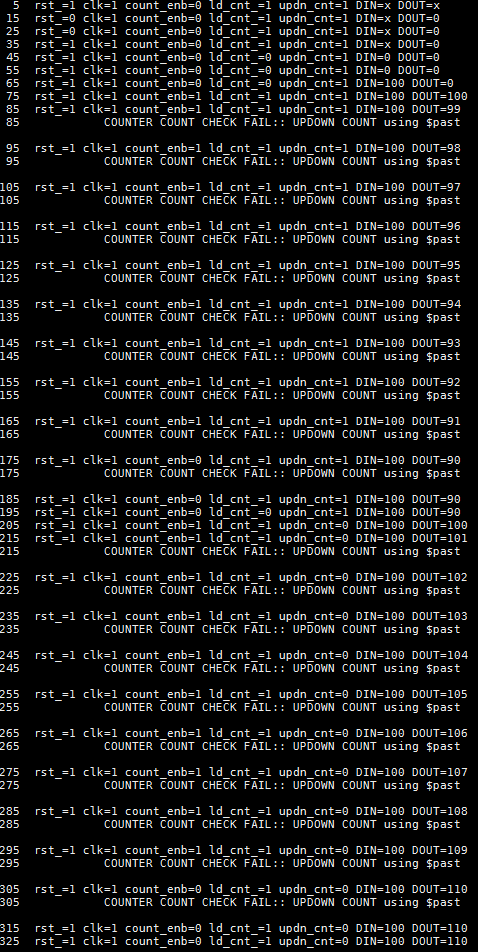 5 rst_=1 clk=1 count_enb=0 ld_cnt_=1 updn_cnt=1 DIN=x DOUT=x
15 rst_=0 clk=1 count_enb=0 ld_cnt_=1 updn_cnt=1 DIN=x DOUT=0
25 rst_=0 clk=1 count_enb=0 ld_cnt_=1 updn_cnt=1 DIN=x DOUT=0
35 rst_=1 clk=1 count_enb=0 ld_cnt_=1 updn_cnt=1 DIN=x DOUT=0
45 rst_=1 clk=1 count_enb=0 ld_cnt_=0 updn_cnt=1 DIN=0 DOUT=0
55 rst_=1 clk=1 count_enb=0 ld_cnt_=0 updn_cnt=1 DIN=0 DOUT=0
65 rst_=1 clk=1 count_enb=0 ld_cnt_=0 updn_cnt=1 DIN=100 DOUT=0
75 rst_=1 clk=1 count_enb=1 ld_cnt_=1 updn_cnt=1 DIN=100 DOUT=100
85 rst_=1 clk=1 count_enb=1 ld_cnt_=1 updn_cnt=1 DIN=100 DOUT=99
85 COUNTER COUNT CHECK FAIL:: UPDOWN COUNT using $past
95 rst_=1 clk=1 count_enb=1 ld_cnt_=1 updn_cnt=1 DIN=100 DOUT=98
95 COUNTER COUNT CHECK FAIL:: UPDOWN COUNT using $past
105 rst_=1 clk=1 count_enb=1 ld_cnt_=1 updn_cnt=1 DIN=100 DOUT=97
105 COUNTER COUNT CHECK FAIL:: UPDOWN COUNT using $past
115 rst_=1 clk=1 count_enb=1 ld_cnt_=1 updn_cnt=1 DIN=100 DOUT=96
115 COUNTER COUNT CHECK FAIL:: UPDOWN COUNT using $past
125 rst_=1 clk=1 count_enb=1 ld_cnt_=1 updn_cnt=1 DIN=100 DOUT=95
125 COUNTER COUNT CHECK FAIL:: UPDOWN COUNT using $past
135 rst_=1 clk=1 count_enb=1 ld_cnt_=1 updn_cnt=1 DIN=100 DOUT=94
135 COUNTER COUNT CHECK FAIL:: UPDOWN COUNT using $past
145 rst_=1 clk=1 count_enb=1 ld_cnt_=1 updn_cnt=1 DIN=100 DOUT=93
145 COUNTER COUNT CHECK FAIL:: UPDOWN COUNT using $past
155 rst_=1 clk=1 count_enb=1 ld_cnt_=1 updn_cnt=1 DIN=100 DOUT=92
155 COUNTER COUNT CHECK FAIL:: UPDOWN COUNT using $past
165 rst_=1 clk=1 count_enb=1 ld_cnt_=1 updn_cnt=1 DIN=100 DOUT=91
165 COUNTER COUNT CHECK FAIL:: UPDOWN COUNT using $past
175 rst_=1 clk=1 count_enb=0 ld_cnt_=1 updn_cnt=1 DIN=100 DOUT=90
175 COUNTER COUNT CHECK FAIL:: UPDOWN COUNT using $past
185 rst_=1 clk=1 count_enb=0 ld_cnt_=1 updn_cnt=1 DIN=100 DOUT=90
195 rst_=1 clk=1 count_enb=0 ld_cnt_=0 updn_cnt=1 DIN=100 DOUT=90
205 rst_=1 clk=1 count_enb=1 ld_cnt_=1 updn_cnt=0 DIN=100 DOUT=100
215 rst_=1 clk=1 count_enb=1 ld_cnt_=1 updn_cnt=0 DIN=100 DOUT=101
215 COUNTER COUNT CHECK FAIL:: UPDOWN COUNT using $past
225 rst_=1 clk=1 count_enb=1 ld_cnt_=1 updn_cnt=0 DIN=100 DOUT=102
225 COUNTER COUNT CHECK FAIL:: UPDOWN COUNT using $past
235 rst_=1 clk=1 count_enb=1 ld_cnt_=1 updn_cnt=0 DIN=100 DOUT=103
235 COUNTER COUNT CHECK FAIL:: UPDOWN COUNT using $past
245 rst_=1 clk=1 count_enb=1 ld_cnt_=1 updn_cnt=0 DIN=100 DOUT=104
245 COUNTER COUNT CHECK FAIL:: UPDOWN COUNT using $past
255 rst_=1 clk=1 count_enb=1 ld_cnt_=1 updn_cnt=0 DIN=100 DOUT=105
255 COUNTER COUNT CHECK FAIL:: UPDOWN COUNT using $past
265 rst_=1 clk=1 count_enb=1 ld_cnt_=1 updn_cnt=0 DIN=100 DOUT=106
265 COUNTER COUNT CHECK FAIL:: UPDOWN COUNT using $past
275 rst_=1 clk=1 count_enb=1 ld_cnt_=1 updn_cnt=0 DIN=100 DOUT=107
275 COUNTER COUNT CHECK FAIL:: UPDOWN COUNT using $past
285 rst_=1 clk=1 count_enb=1 ld_cnt_=1 updn_cnt=0 DIN=100 DOUT=108
285 COUNTER COUNT CHECK FAIL:: UPDOWN COUNT using $past
295 rst_=1 clk=1 count_enb=1 ld_cnt_=1 updn_cnt=0 DIN=100 DOUT=109
295 COUNTER COUNT CHECK FAIL:: UPDOWN COUNT using $past
305 rst_=1 clk=1 count_enb=0 ld_cnt_=1 updn_cnt=0 DIN=100 DOUT=110
305 COUNTER COUNT CHECK FAIL:: UPDOWN COUNT using $past
315 rst_=1 clk=1 count_enb=0 ld_cnt_=1 updn_cnt=0 DIN=100 DOUT=110
325 rst_=1 clk=1 count_enb=0 ld_cnt_=1 updn_cnt=0 DIN=100 DOUT=110